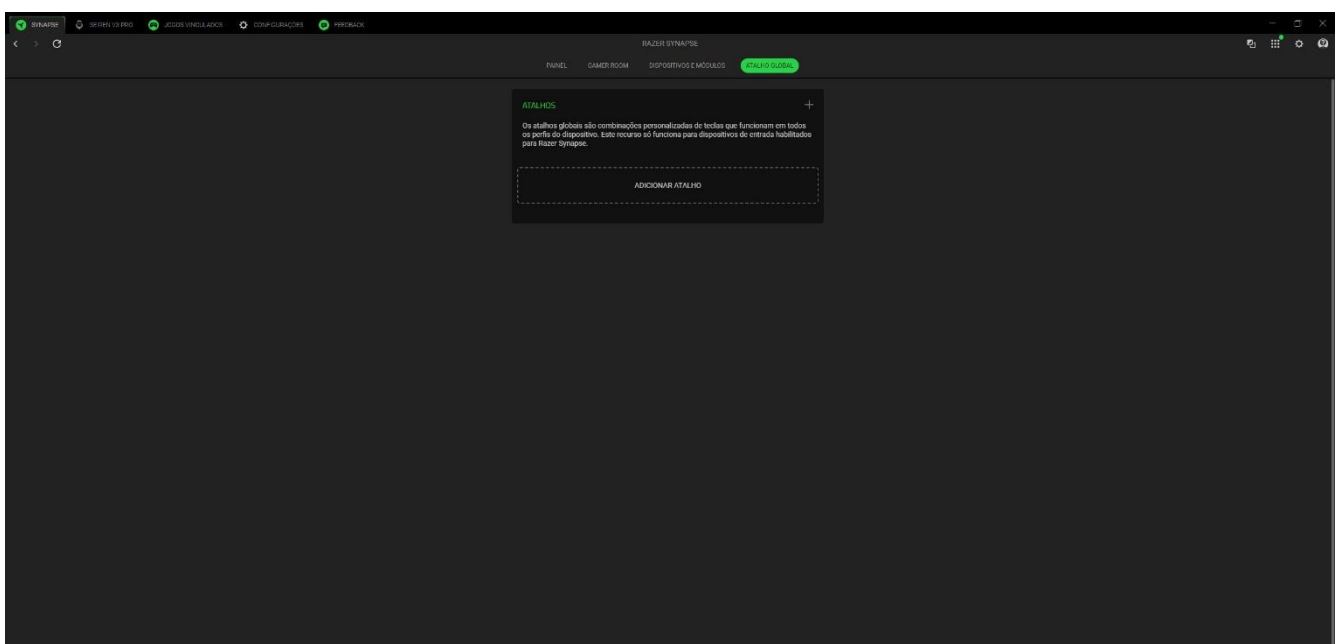 SYNAPSE SEIREN V3 PRO JOGOS VINCULADOS CONFIGURAÇÕES FEEDBACK
RAZER SYNAPSE
PAINEL GAMER ROOM DISPOSITIVOS E MÓDULOS ATALHO GLOBAL
ATALHOS
Os atalhos globais são combinações personalizadas de teclas que funcionam em todos
os perfis do dispositivo. Este recurso só funciona para dispositivos de entrada habilitados
para Razer Synapse.
ADICIONAR ATALHO